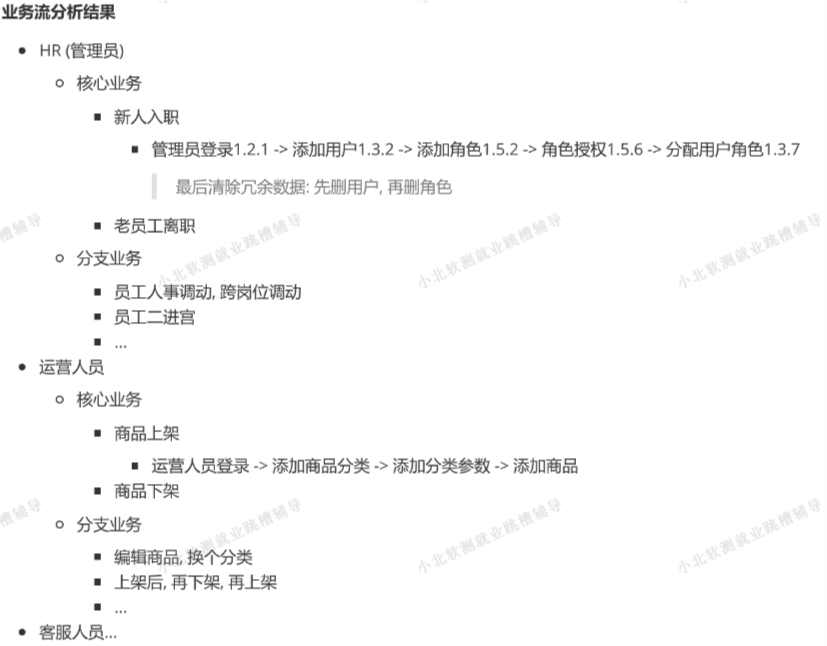 业务流分析结果
HR (管理员)
核心业务
新人入职
管理员登录1.2.1 -> 添加用户1.3.2 -> 添加角色1.5.2 -> 角色授权1.5.6 -> 分配用户角色1.3.7
最后清除冗余数据: 先删用户, 再删角色
老员工离职
分支业务
员工人事调动, 跨岗位调动
员工二进宫
...
运营人员
核心业务
商品上架
运营人员登录 -> 添加商品分类 -> 添加分类参数 -> 添加商品
商品下架
分支业务
编辑商品, 换个分类
上架后, 再下架, 再上架
...
客服人员...
槽辅导
小北软测就业跳槽辅导
小北软测就业跳槽辅导
小北软测就业跳槽辅导
槽辅导
小北软测就业跳槽辅导
小北软测就业跳槽辅导
小北软测就业跳槽辅导